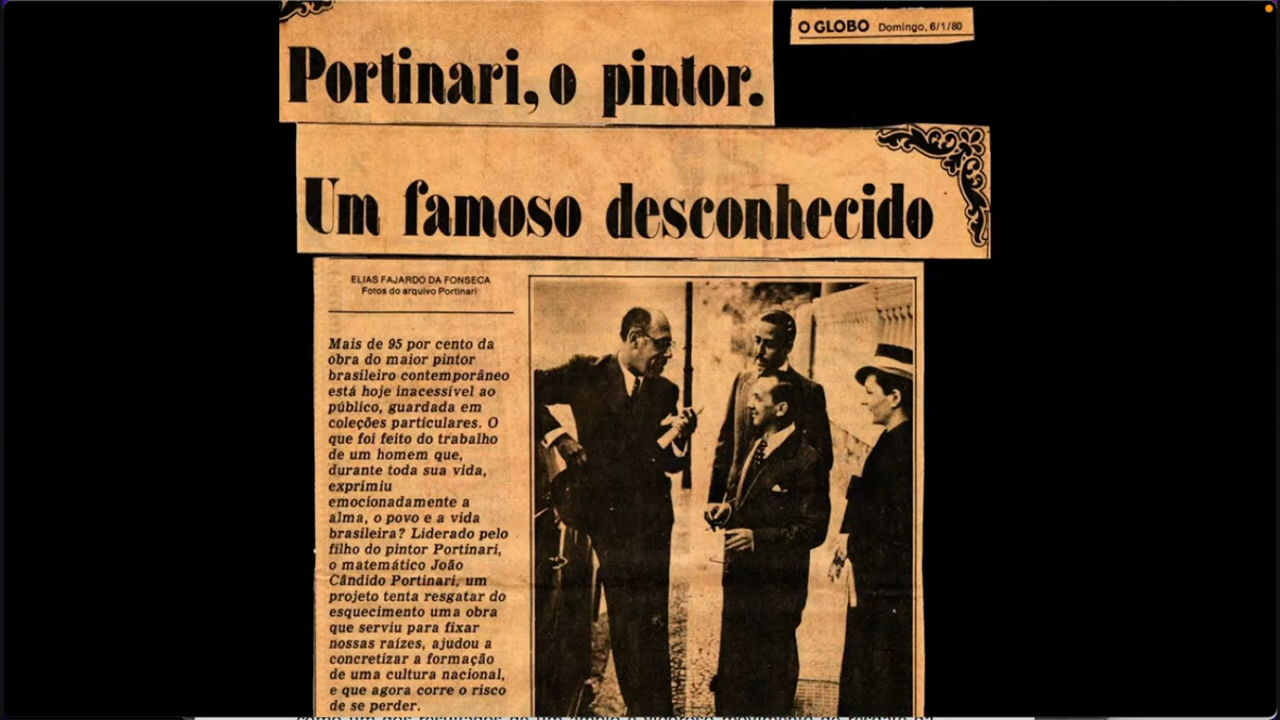 O GLOBO Domingo, 6/1/80
Portinari, o pintor.
Um famoso desconhecido
ELIAS FAJARDO DA FONSECA
Fotos do arquivo Portinari
Mais de 95 por cento da
obra do maior pintor
brasileiro contemporâneo
está hoje inacessível ao
público, guardada em
coleções particulares. O
que foi feito do trabalho
de um homem que,
durante toda sua vida,
exprimiu
emocionadamente a
alma, o povo e a vida
brasileira? Liderado pelo
filho do pintor Portinari,
o matemático João
Cândido Portinari, um
projeto tenta resgatar do
esquecimento uma obra
que serviu para fixar
nossas raízes, ajudou a
concretizar a formação
de uma cultura nacional,
e que agora corre o risco
de se perder.